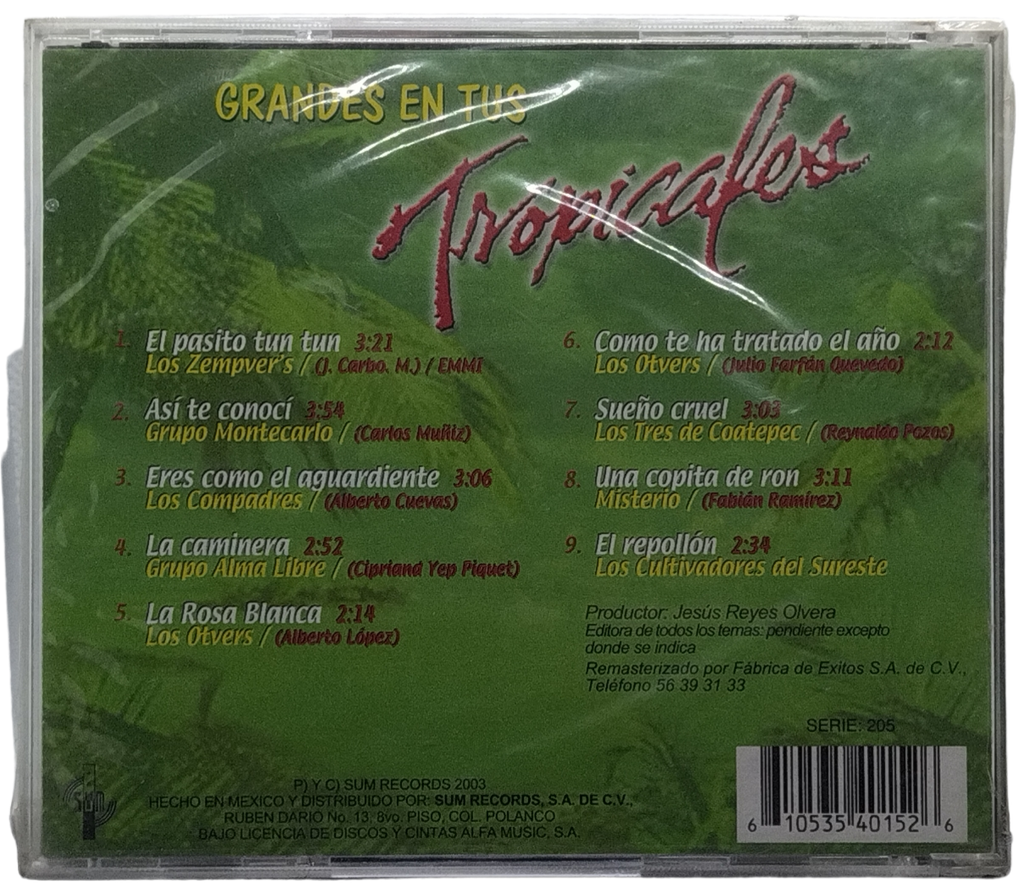 GRANDES EN TUS
Tropicales
1. El pasito tun tun 3:21
Los Zempver's / (J. Carbo. M.) / EMMI
2. Así te conocí 3:54
Grupo Montecarlo / (Carlos Muñiz)
3. Eres como el aguardiente 3:06
Los Compadres / (Alberto Cuevas)
4. La caminera 2:52
Grupo Alma Libre / (Cipriana Yep Piquet)
5. La Rosa Blanca 2:14
Los Otvers / (Alberto López)
6. Como te ha tratado el año 2:12
Los Otvers / (Julio Farfán Quevedo)
7. Sueño cruel 3:03
Los Tres de Coatepec / (Reynaldo Pozos)
8. Una copita de ron 3:11
Misterio / (Fabián Ramírez)
9. El repollón 2:34
Los Cultivadores del Sureste
Productor: Jesús Reyes Olvera
Editora de todos los temas: pendiente excepto
donde se indica
Remasterizado por Fábrica de Exitos S.A. de C.V.,
Teléfono 56 39 31 33
SERIE: 205
SUM
P) Y C) SUM RECORDS 2003
HECHO EN MEXICO Y DISTRIBUIDO POR: SUM RECORDS, S.A. DE C.V.,
RUBEN DARIO No. 13, 8vo. PISO, COL. POLANCO
BAJO LICENCIA DE DISCOS Y CINTAS ALFA MUSIC, S.A.
6 10535 40152 6